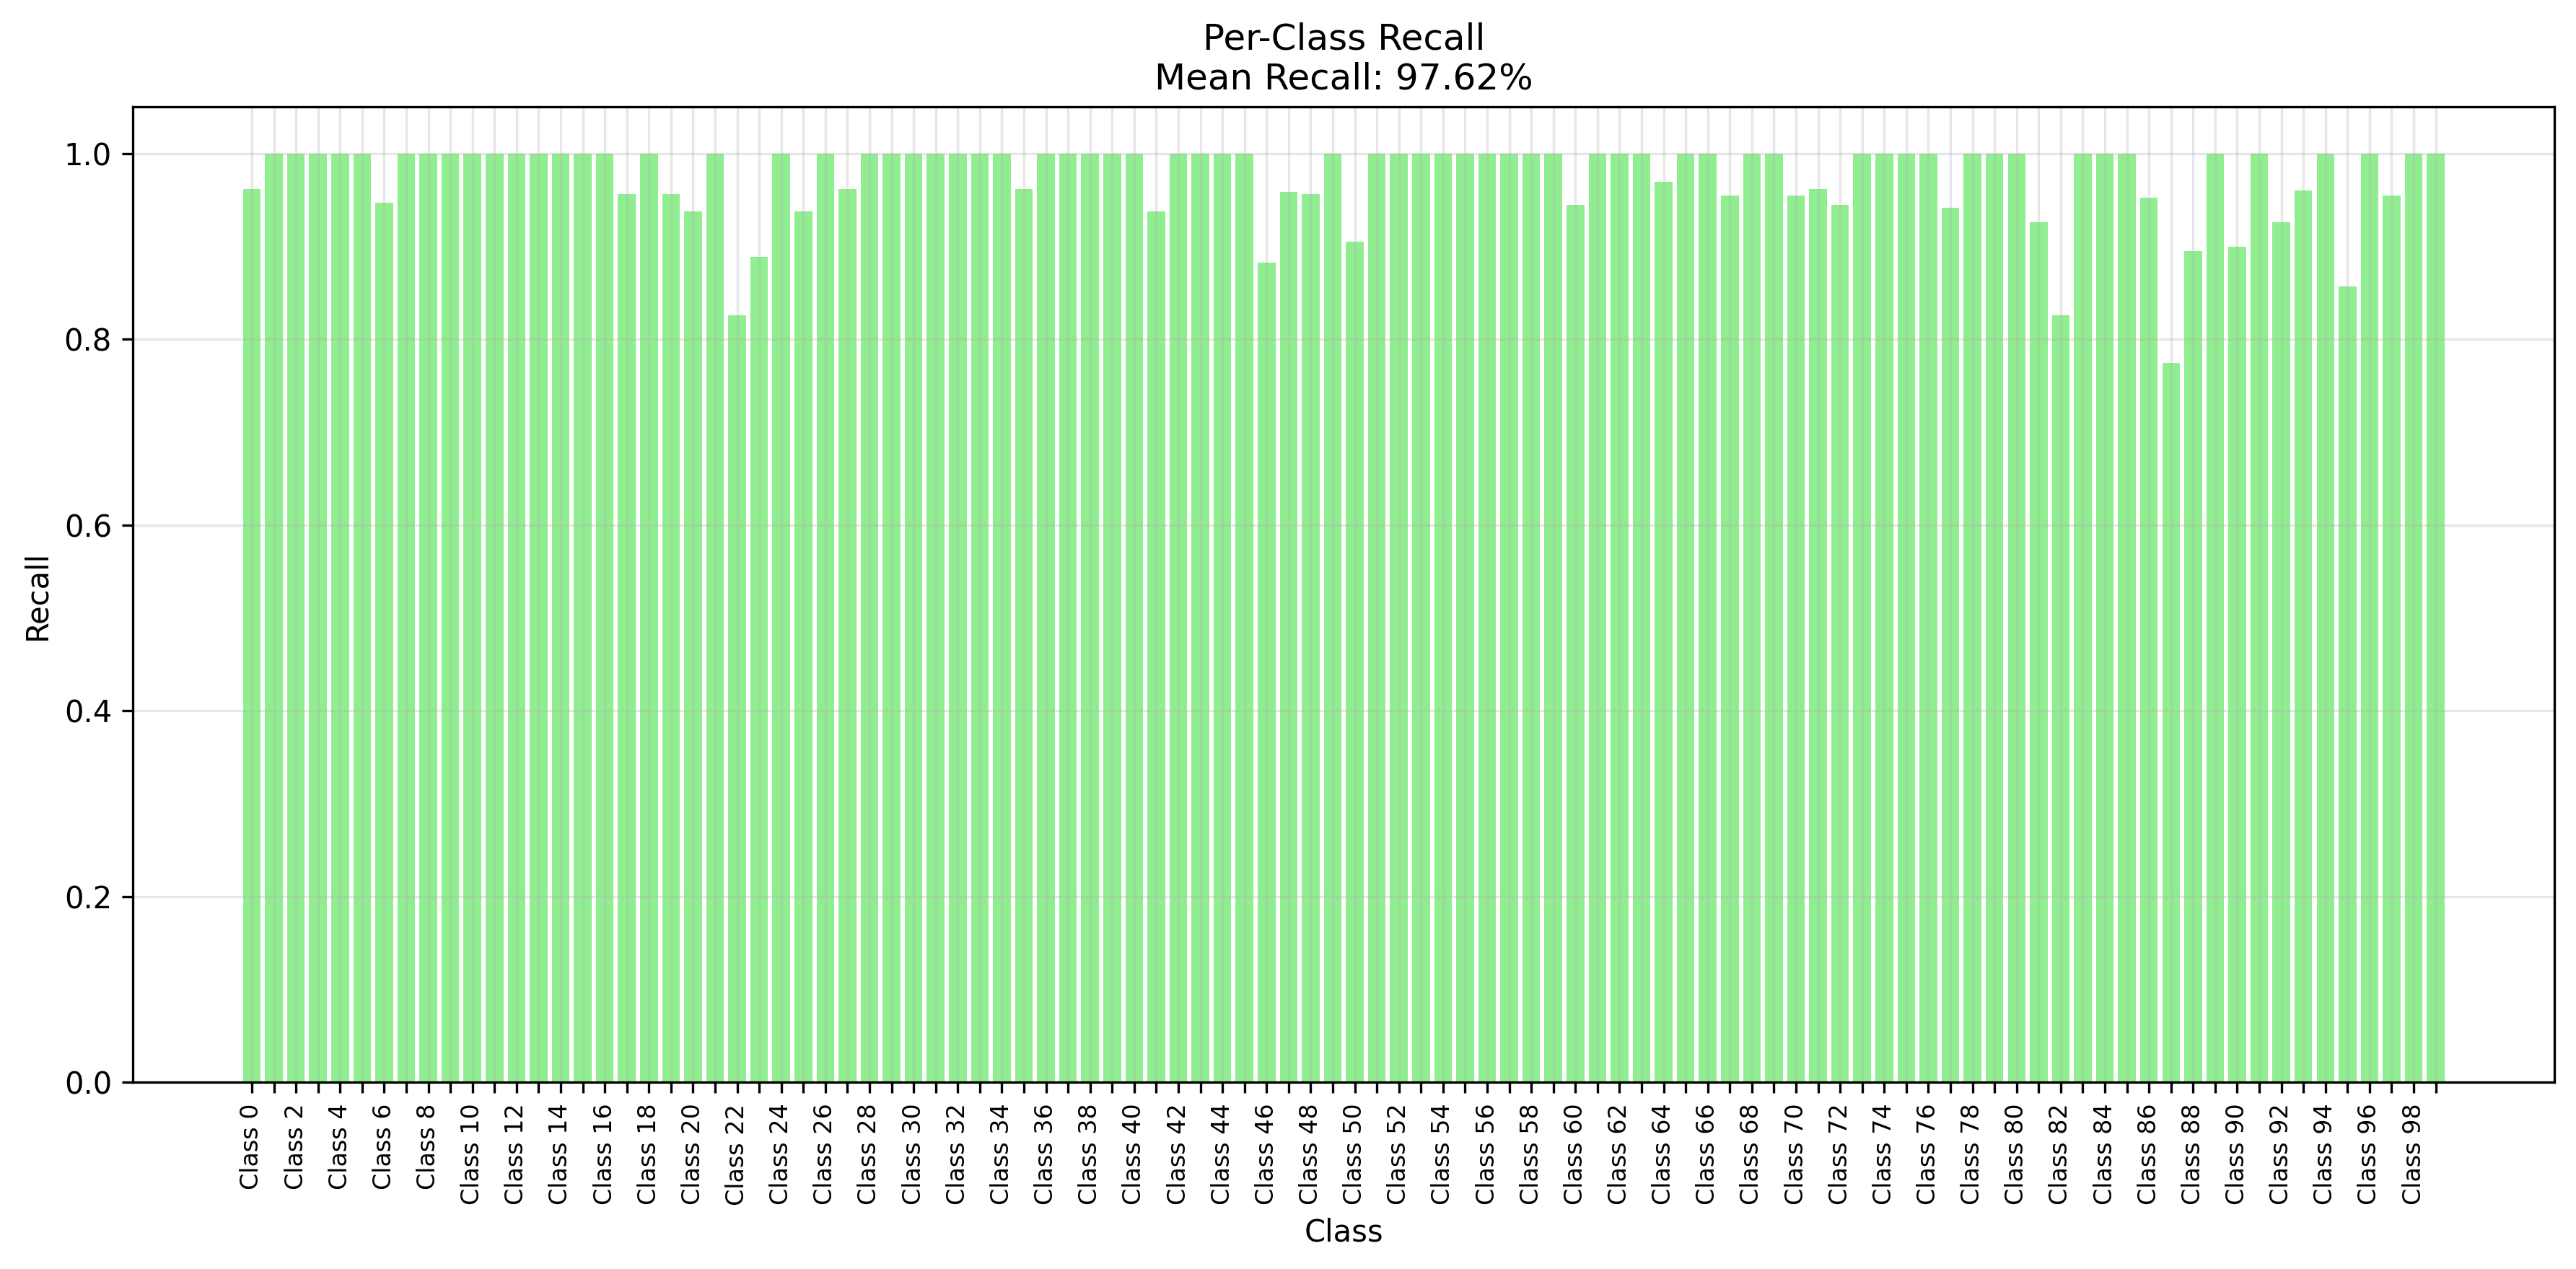 Per-Class Recall
Mean Recall: 97.62%
1.0
0.8
0.6
0.4
0.2
0.0
Recall
Class 0
Class 2
Class 4
Class 6
Class 8
Class 10
Class 12
Class 14
Class 16
Class 18
Class 20
Class 22
Class 24
Class 26
Class 28
Class 30
Class 32
Class 34
Class 36
Class 38
Class 40
Class 42
Class 44
Class 46
Class 48
Class 50
Class 52
Class 54
Class 56
Class 58
Class 60
Class 62
Class 64
Class 66
Class 68
Class 70
Class 72
Class 74
Class 76
Class 78
Class 80
Class 82
Class 84
Class 86
Class 88
Class 90
Class 92
Class 94
Class 96
Class 98
Class